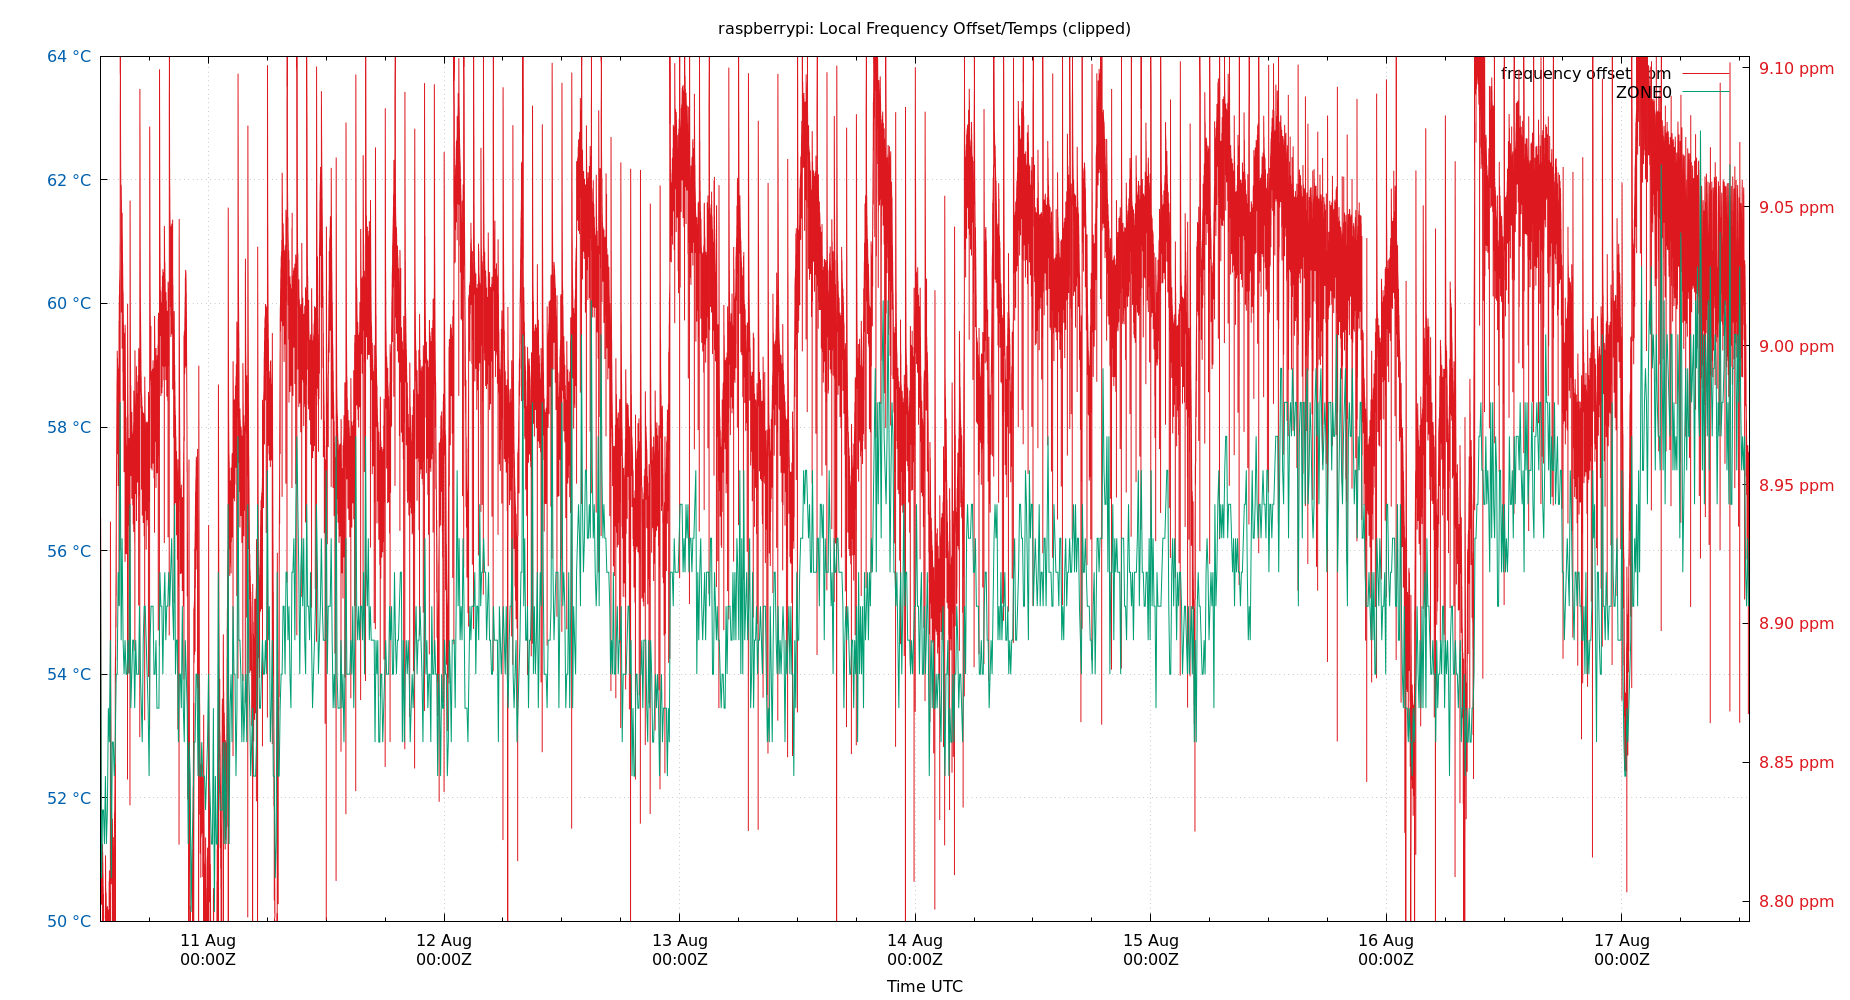 raspberrypi: Local Frequency Offset/Temps (clipped)
frequency offset pm
ZONE0
64 °C
62 °C
60 °C
58 °C
56 °C
54 °C
52 °C
50 °C
9.10 ppm
9.05 ppm
9.00 ppm
8.95 ppm
8.90 ppm
8.85 ppm
8.80 ppm
11 Aug
00:00Z
12 Aug
00:00Z
13 Aug
00:00Z
14 Aug
00:00Z
15 Aug
00:00Z
16 Aug
00:00Z
17 Aug
00:00Z
Time UTC